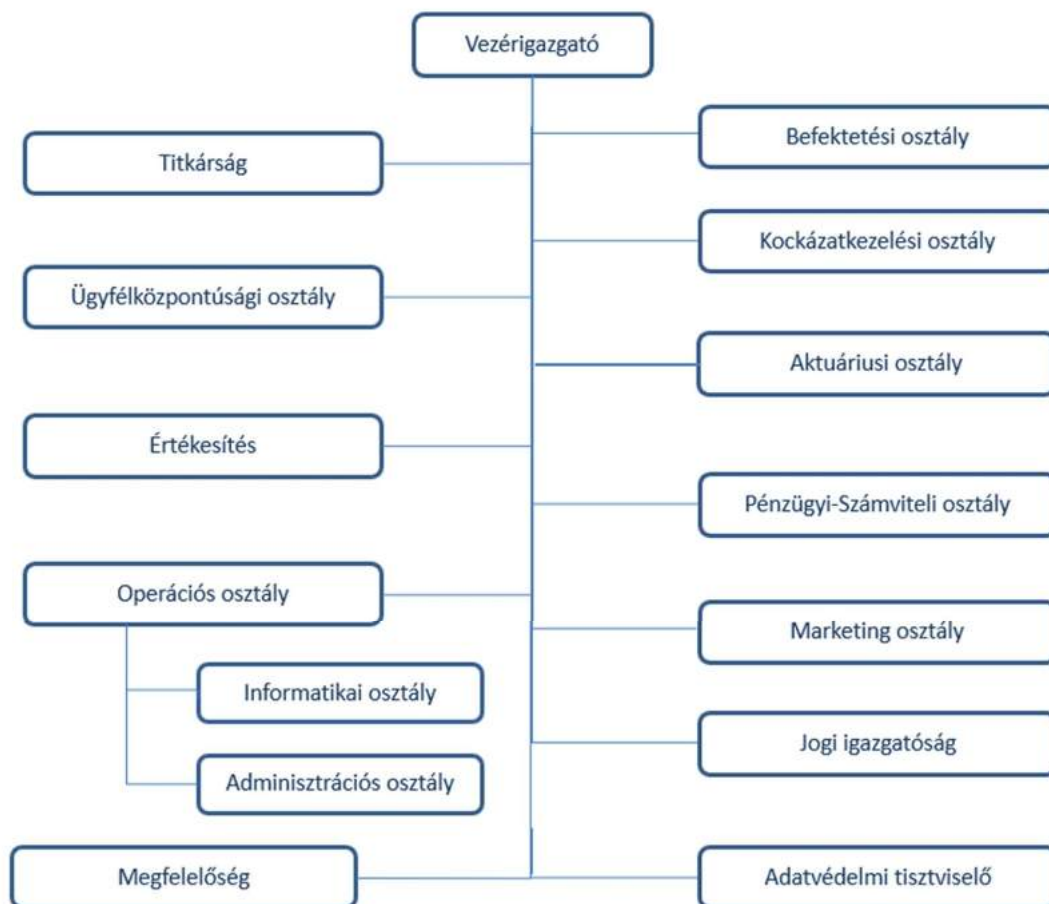 Vezérigazgató
Titkárság
Befektetési osztály
Kockázatkezelési osztály
Ügyfélközpontúsági osztály
Aktuáriusi osztály
Értékesítés
Pénzügyi-Számviteli osztály
Operációs osztály
Marketing osztály
Informatikai osztály
Jogi igazgatóság
Adminisztrációs osztály
Megfelelőség
Adatvédelmi tisztviselő